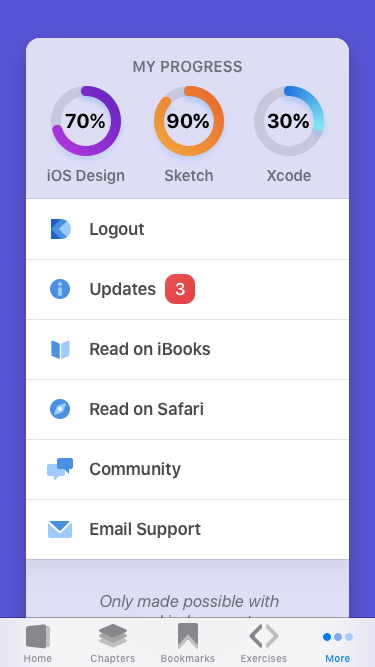 MY PROGRESS
70% 90% 30%
iOS Design Sketch Xcode
Logout
Updates 3
Read on iBooks
Read on Safari
Community
Email Support
Only made possible with
Home Chapters Bookmarks Exercises More